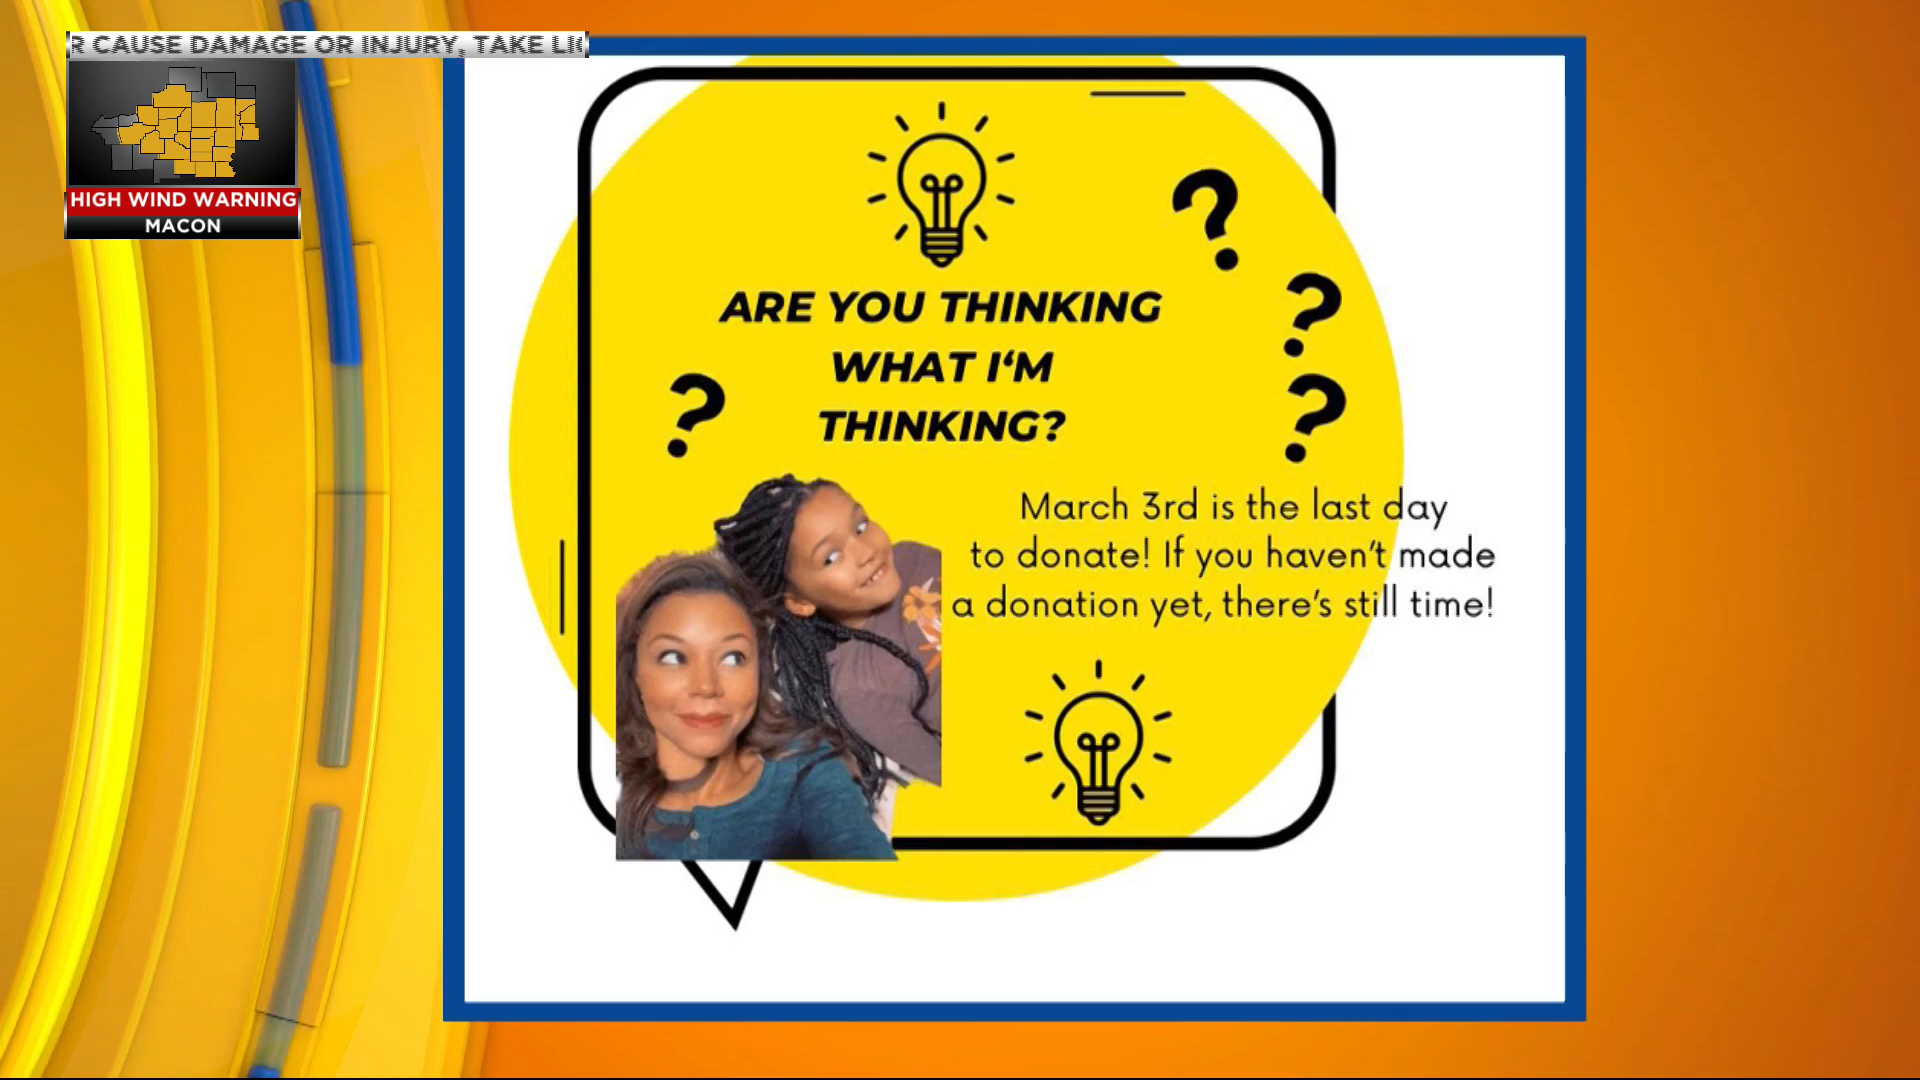 CAUSE DAMAGE OR INJURY, TAKE
HIGH WIND WARNING
MACON
ARE YOU THINKING
WHAT I‘M
THINKING?
March 3rd is the last day
to donate! If you haven’t made
a donation yet, there’s still time!